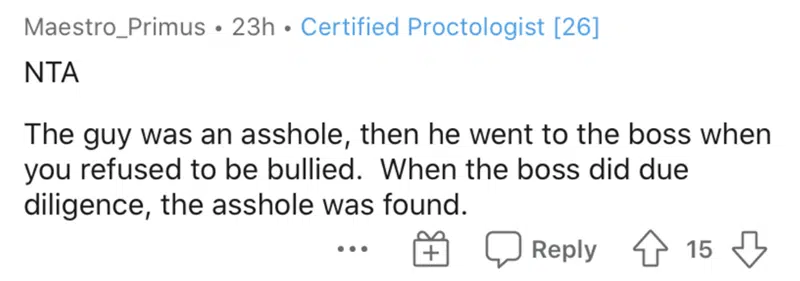 Maestro_Primus • 23h • Certified Proctologist [26]
NTA
The guy was an asshole, then he went to the boss when
you refused to be bullied.  When the boss did due
diligence, the asshole was found.
Reply 15